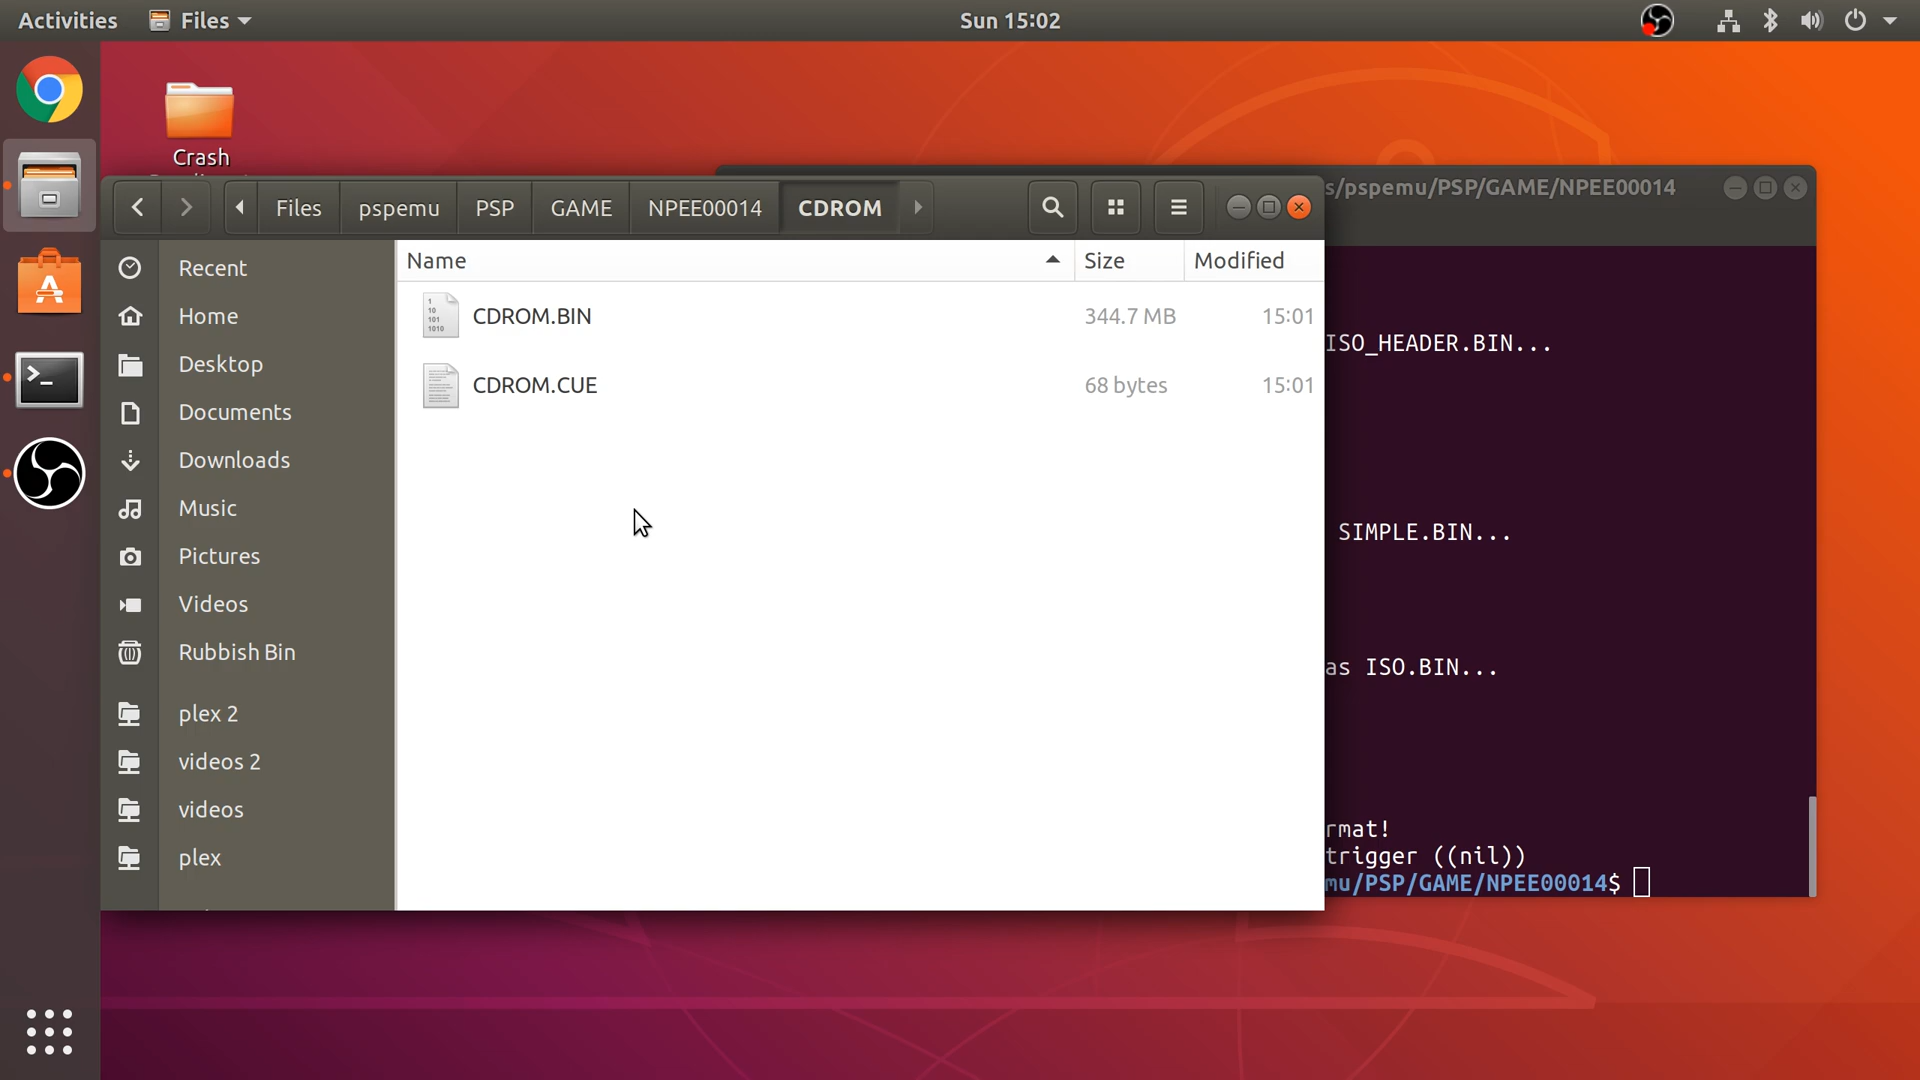 Activities Files Sun 15:02
Crash
s/pspemu/PSP/GAME/NPEE00014
Files pspemu PSP GAME NPEE00014 CDROM
Name Size Modified
Recent
Home
Desktop
Documents
Downloads
Music
Pictures
Videos
Rubbish Bin
plex 2
videos 2
videos
plex
CDROM.BIN 344.7 MB 15:01
CDROM.CUE 68 bytes 15:01
ISO_HEADER.BIN...
SIMPLE.BIN...
as ISO.BIN...
rmat!
trigger ((nil))
mu/PSP/GAME/NPEE00014$